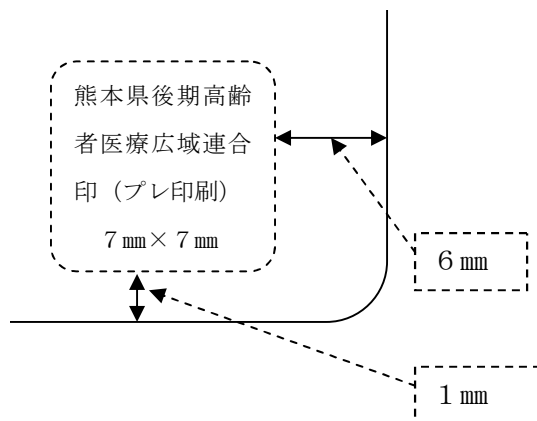 熊本県後期高齢
者医療広域連合
印（プレ印刷）
７㎜×７㎜
６㎜
１㎜